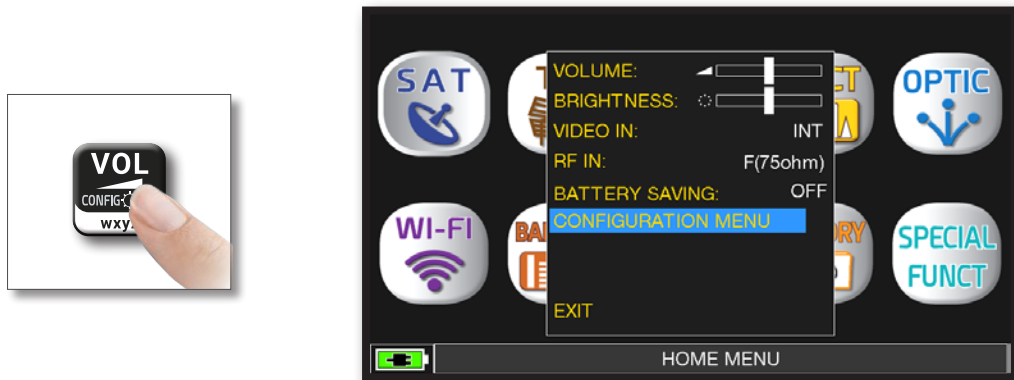 VOL
CONFIG
wxy
SAT
VOLUME:
BRIGHTNESS:
VIDEO IN: INT
RF IN: F(75ohm)
BATTERY SAVING: OFF
CONFIGURATION MENU
EXIT
OPTIC
WI-FI
SPECIAL
FUNCT
HOME MENU